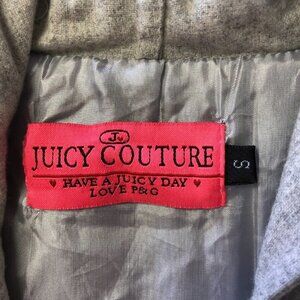 J
JUICY COUTURE
♥ HAVE A JUICY DAY ♥
LOVE P&G
S